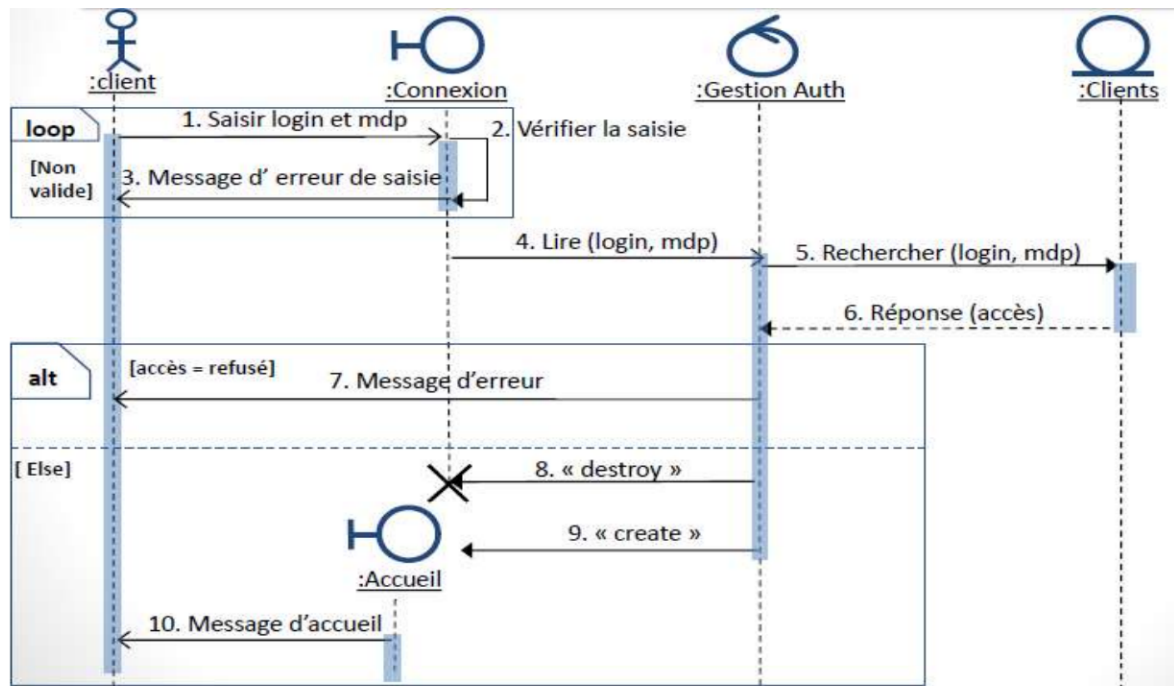 :client
:Connexion
:Gestion Auth
:Clients
loop
1. Saisir login et mdp
2. Vérifier la saisie
[Non
valide]
3. Message d' erreur de saisie
4. Lire (login, mdp)
5. Rechercher (login, mdp)
6. Réponse (accès)
alt
[accès = refusé]
7. Message d'erreur
[ Else]
8. « destroy »
9. « create »
:Accueil
10. Message d'accueil